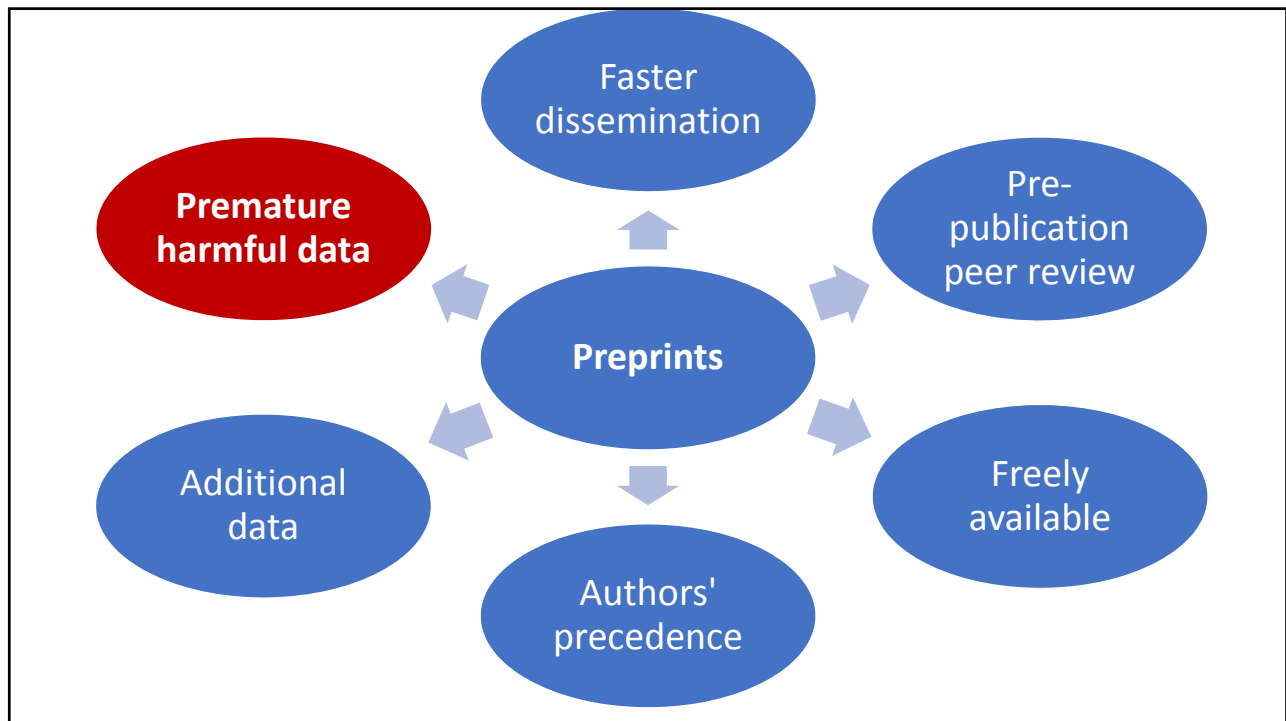 Faster
dissemination
Pre-
publication
peer review
Freely
available
Authors'
precedence
Additional
data
Premature
harmful data
Preprints